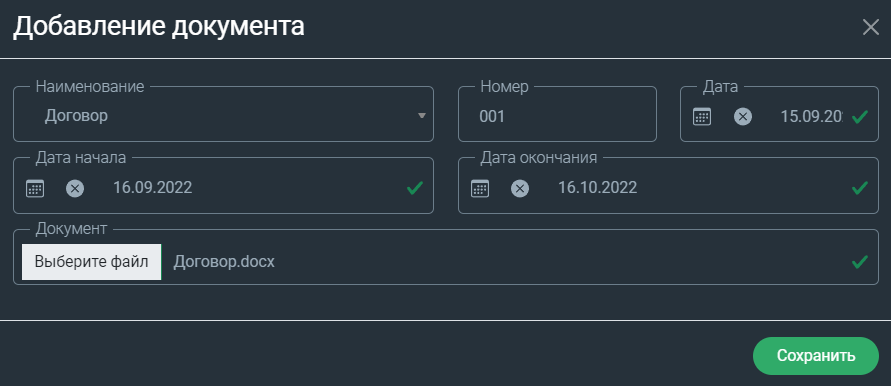 Добавление документа
Наименование
Договор
Номер
001
Дата
15.09.20
Дата начала
16.09.2022
Дата окончания
16.10.2022
Документ
Выберите файл Договор.docx
Сохранить